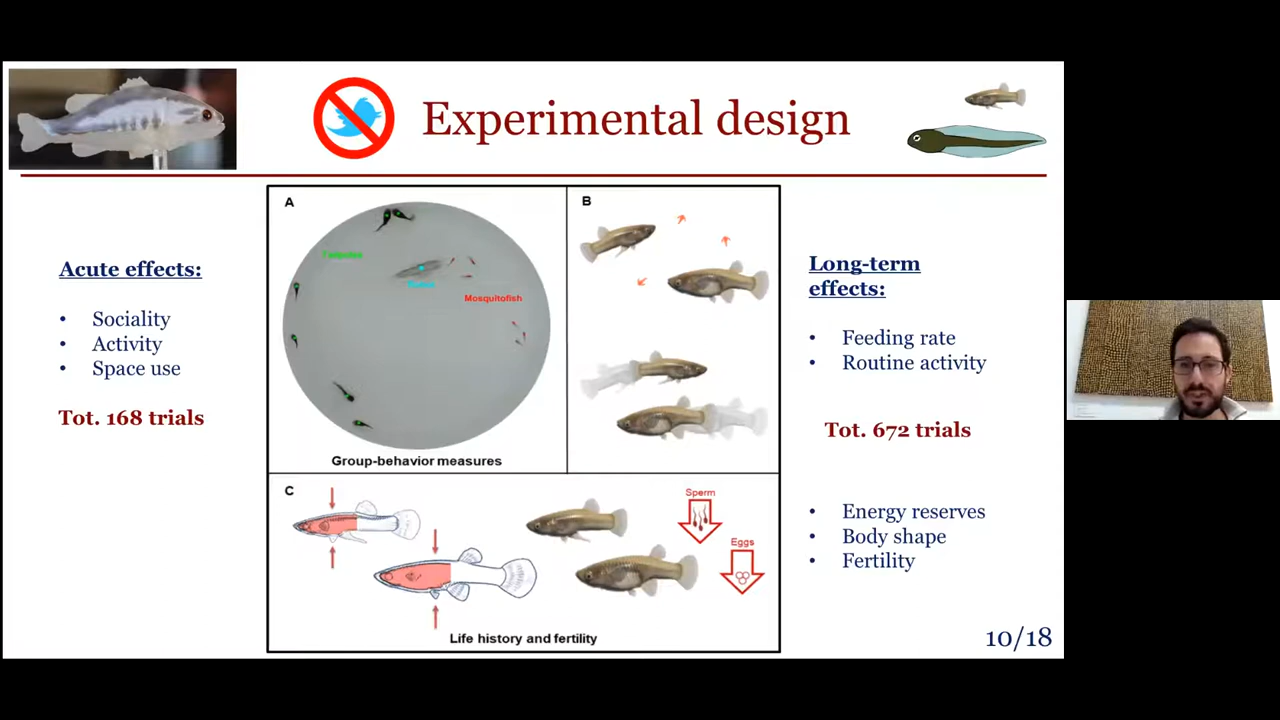 Experimental design
Acute effects:
• Sociality
• Activity
• Space use
Tot. 168 trials
A
Tadpoles
Mosquitofish
Group-behavior measures
B
C
Sperm
Eggs
Life history and fertility
Long-term
effects:
• Feeding rate
• Routine activity
Tot. 672 trials
• Energy reserves
• Body shape
• Fertility
10/18